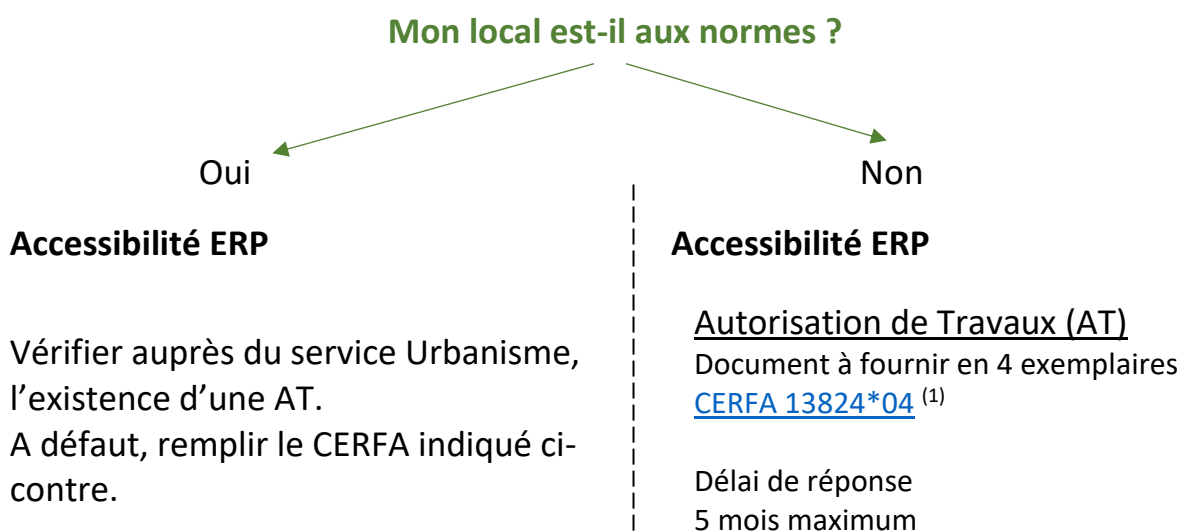 Mon local est-il aux normes ?
Oui
Non
Accessibilité ERP
Vérifier auprès du service Urbanisme,
l’existence d’une AT.
A défaut, remplir le CERFA indiqué ci-
contre.
Accessibilité ERP
Autorisation de Travaux (AT)
Document à fournir en 4 exemplaires
CERFA 13824*04 (1)
Délai de réponse
5 mois maximum